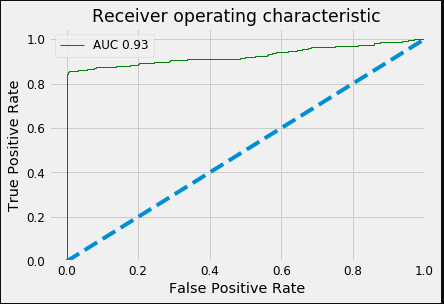 Receiver operating characteristic
AUC 0.93
1.0
0.8
0.6
0.4
0.2
0.0
True Positive Rate
0.0 0.2 0.4 0.6 0.8 1.0
False Positive Rate